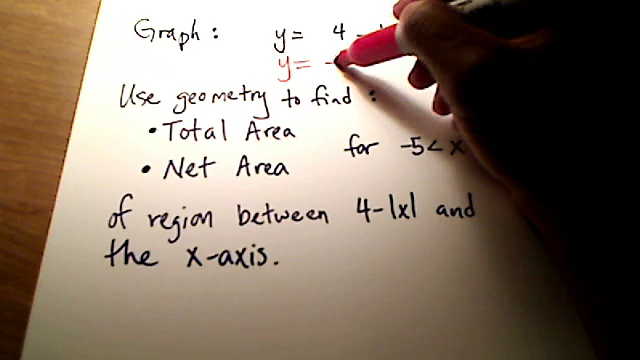 Graph: y = 4 -
y = -
Use geometry to find:
• Total Area
for -5 < x
• Net Area
of region between 4-|x| and
the x-axis.